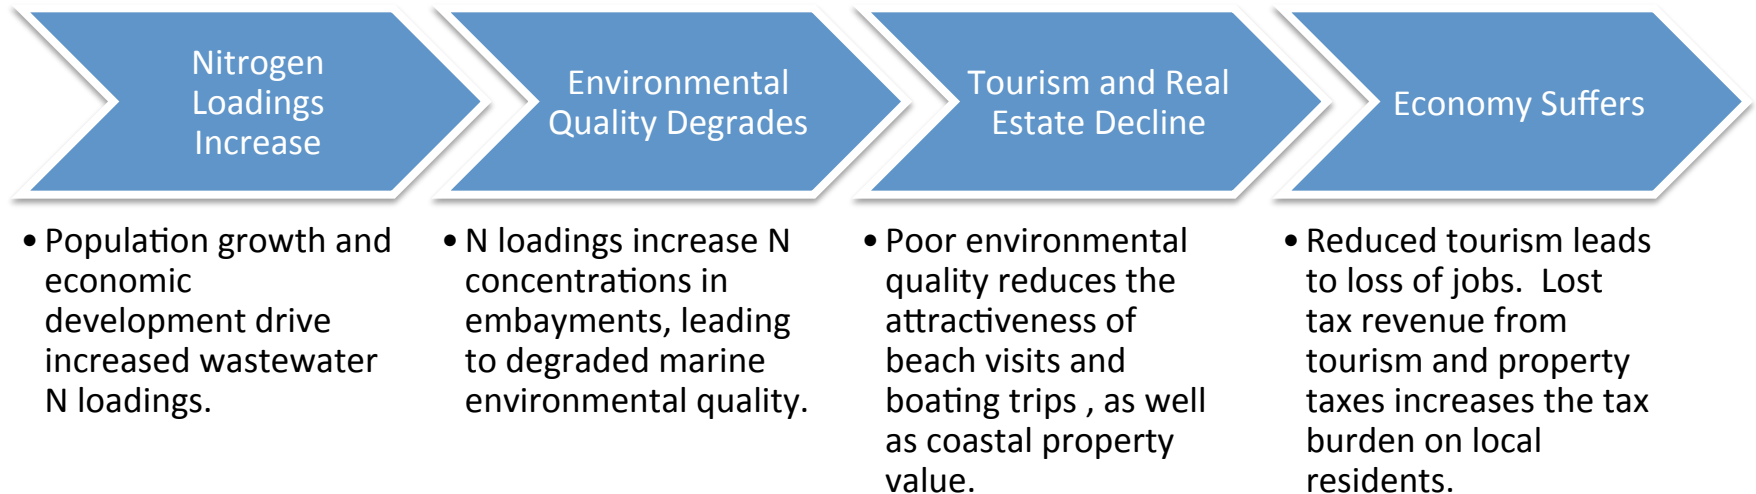 Nitrogen
Loadings
Increase
Environmental
Quality Degrades
Tourism and Real
Estate Decline
Economy Suffers
• Population growth and
economic
development drive
increased wastewater
N loadings.
• N loadings increase N
concentrations in
embayments, leading
to degraded marine
environmental quality.
• Poor environmental
quality reduces the
attractiveness of
beach visits and
boating trips , as well
as coastal property
value.
• Reduced tourism leads
to loss of jobs.  Lost
tax revenue from
tourism and property
taxes increases the tax
burden on local
residents.